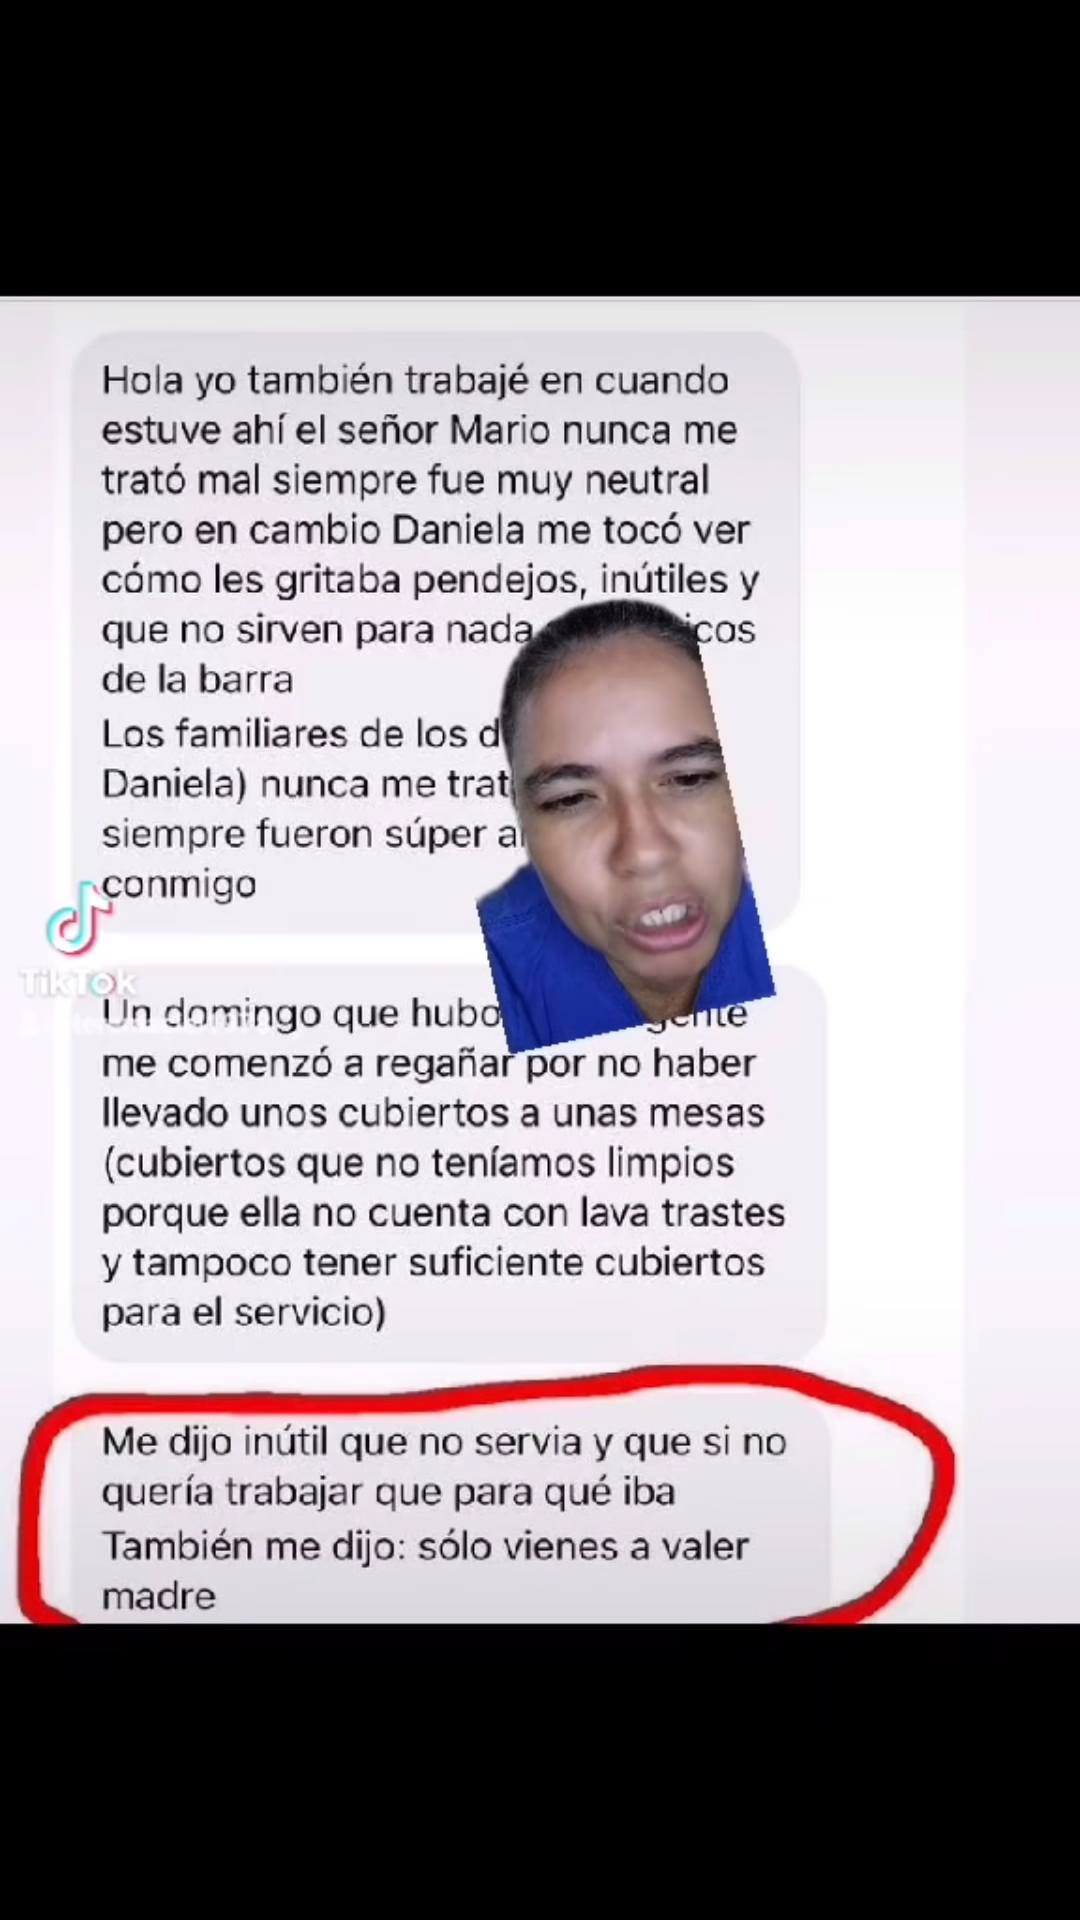 Hola yo también trabajé en cuando
estuve ahí el señor Mario nunca me
trató mal siempre fue muy neutral
pero en cambio Daniela me tocó ver
cómo les gritaba pendejos, inútiles y
que no sirven para nada
de la barra
Los familiares de los
Daniela) nunca me
siempre fueron súper
conmigo
TikTok
Un domingo que hubo gente
me comenzó a regañar por no haber
llevado unos cubiertos a unas mesas
(cubiertos que no teníamos limpios
porque ella no cuenta con lava trastes
y tampoco tener suficiente cubiertos
para el servicio)
Me dijo inútil que no servia y que si no
quería trabajar que para qué iba
También me dijo: sólo vienes a valer
madre